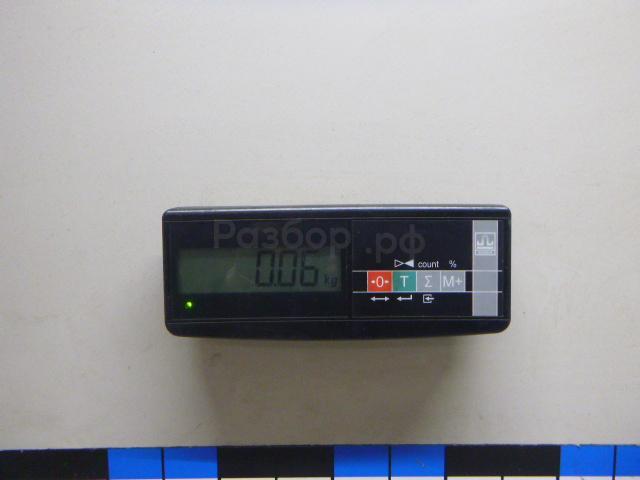 Разбор.рф
0.06 kg
count %
→0← T Σ M+